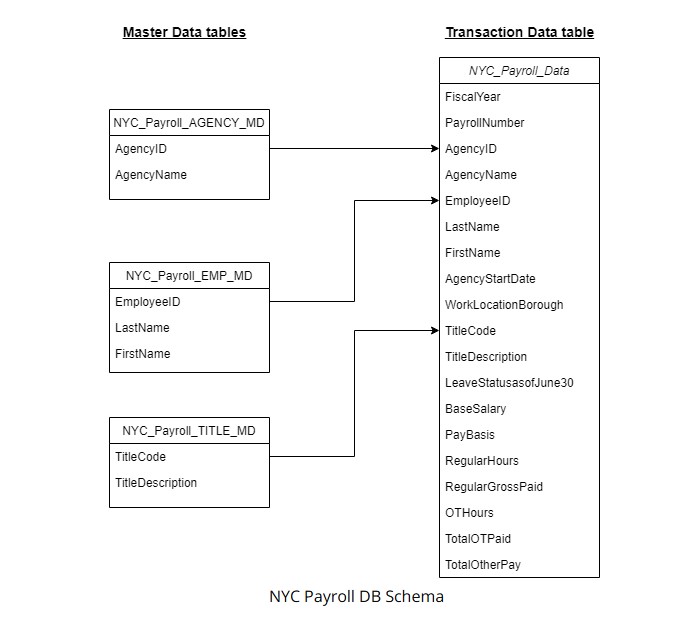 Master Data tables
NYC_Payroll_AGENCY_MD
AgencyID
AgencyName
NYC_Payroll_EMP_MD
EmployeeID
LastName
FirstName
NYC_Payroll_TITLE_MD
TitleCode
TitleDescription
Transaction Data table
NYC_Payroll_Data
FiscalYear
PayrollNumber
AgencyID
AgencyName
EmployeeID
LastName
FirstName
AgencyStartDate
WorkLocationBorough
TitleCode
TitleDescription
LeaveStatusasofJune30
BaseSalary
PayBasis
RegularHours
RegularGrossPaid
OTHours
TotalOTPaid
TotalOtherPay
NYC Payroll DB Schema